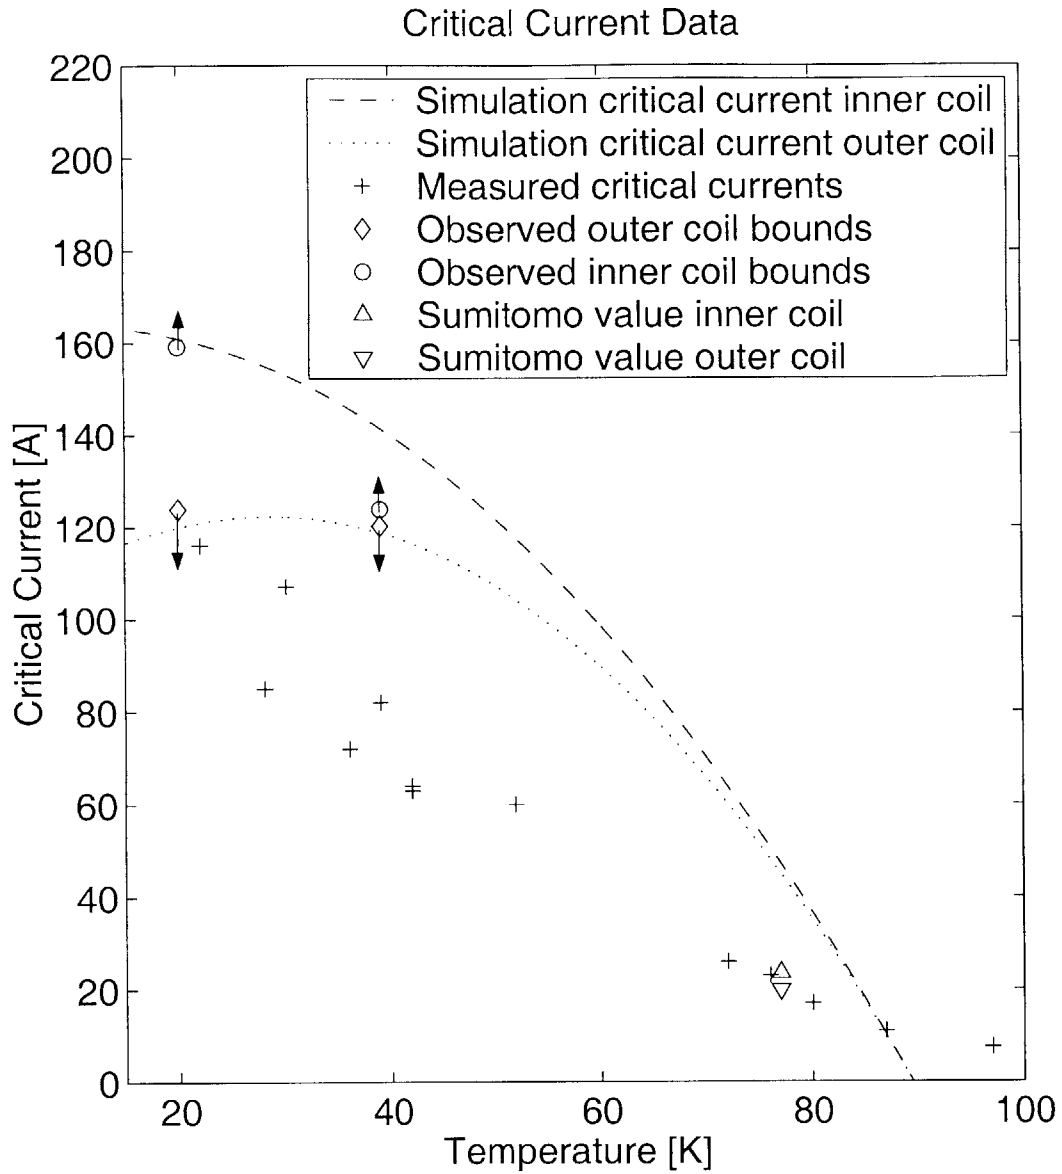 Critical Current Data
220
200
180
160
140
120
100
80
60
40
20
0
Critical Current [A]
Simulation critical current inner coil
Simulation critical current outer coil
Measured critical currents
Observed outer coil bounds
Observed inner coil bounds
Sumitomo value inner coil
Sumitomo value outer coil
20 40 60 80 100
Temperature [K]